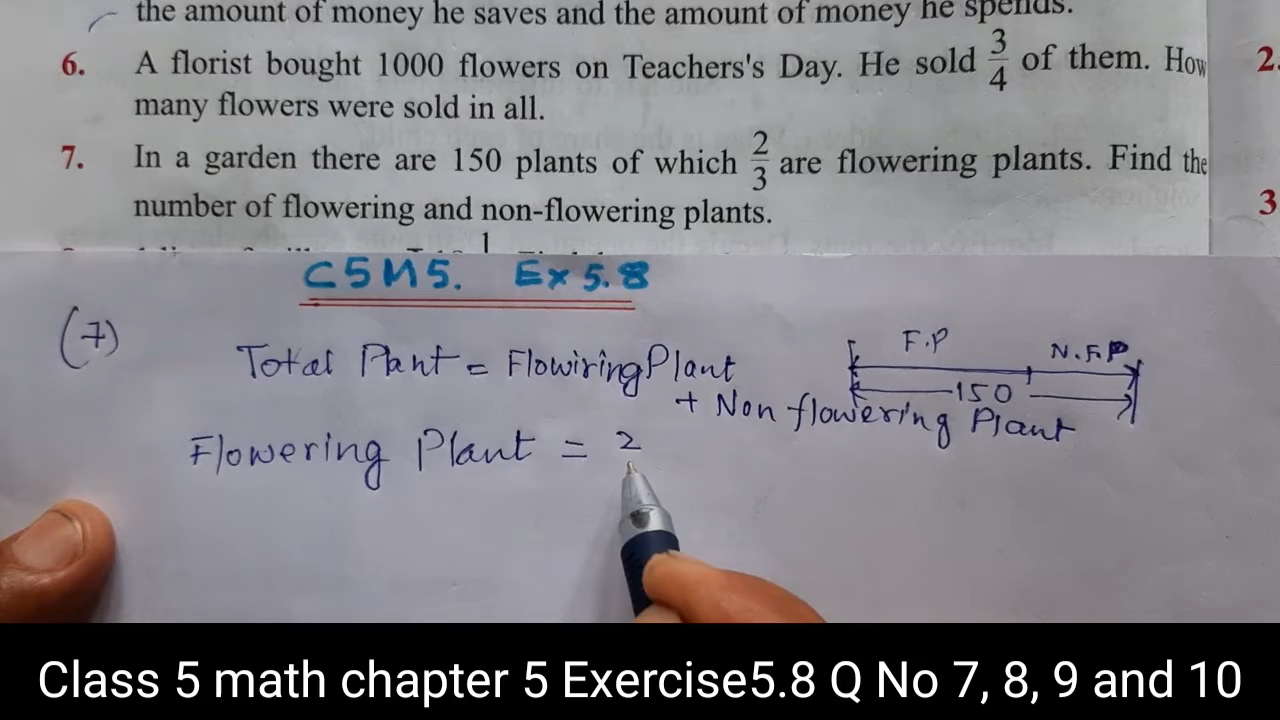 the amount of money he saves and the amount of money he spends.
6. A florist bought 1000 flowers on Teachers's Day. He sold 3/4 of them. How
many flowers were sold in all.
7. In a garden there are 150 plants of which 2/3 are flowering plants. Find the
number of flowering and non-flowering plants.
2.
3
C5M5. Ex 5.8
(7)
Total Plant = Flowiring Plant
+ Non flowering Plant
F.P N.F.P
150
Flowering Plant = 2
Class 5 math chapter 5 Exercise5.8 Q No 7, 8, 9 and 10